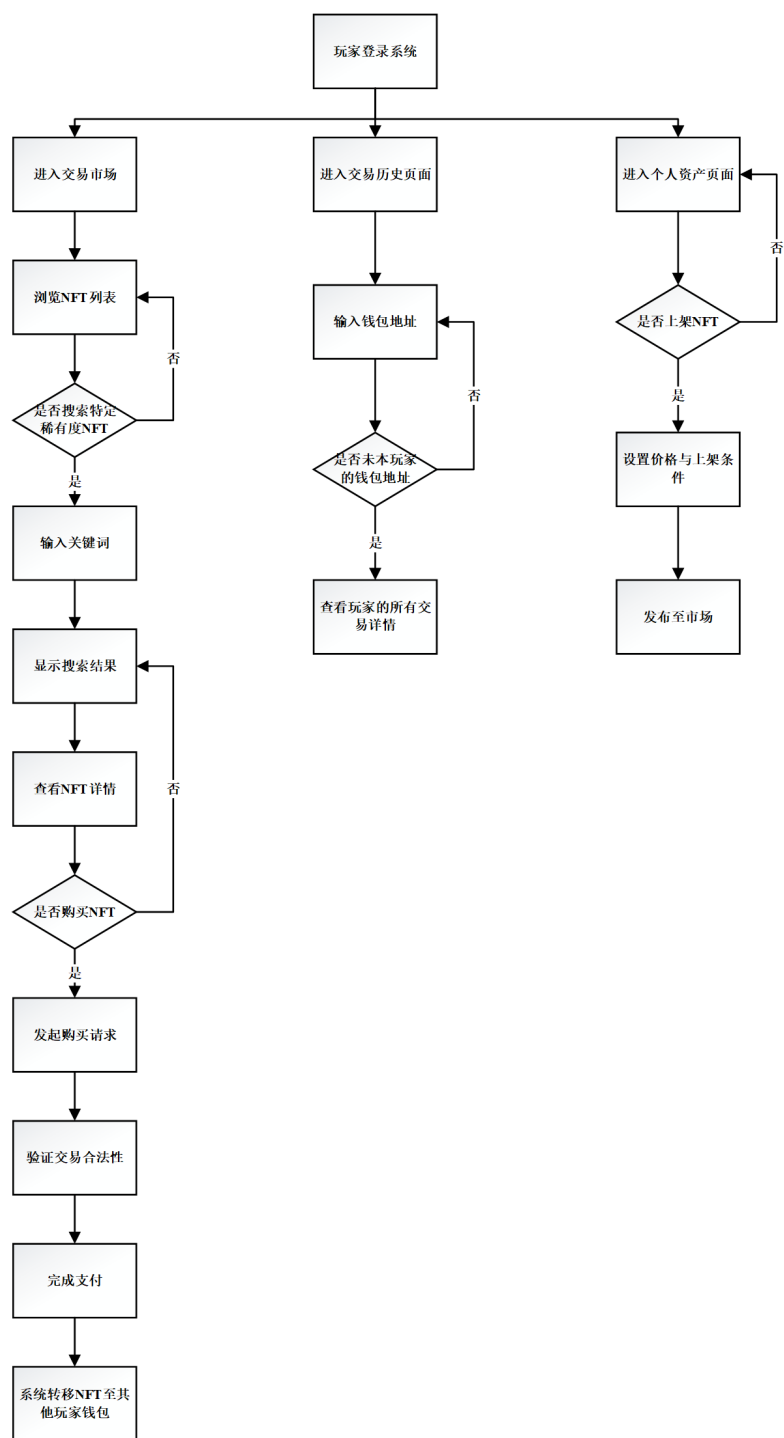 玩家登录系统
进入交易市场
进入交易历史页面
进入个人资产页面
否
浏览NFT列表
输入钱包地址
是否上架NFT
否
否
是
是否搜索特定
稀有度NFT
设置价格与上架条
件
是否未本玩家
的钱包地址
是
输入关键词
是
查看玩家的所有交
易详情
发布至市场
显示搜索结果
查看NFT详情
否
是否购买NFT
是
发起购买请求
验证交易合法性
完成支付
系统转移NFT至其
他玩家钱包